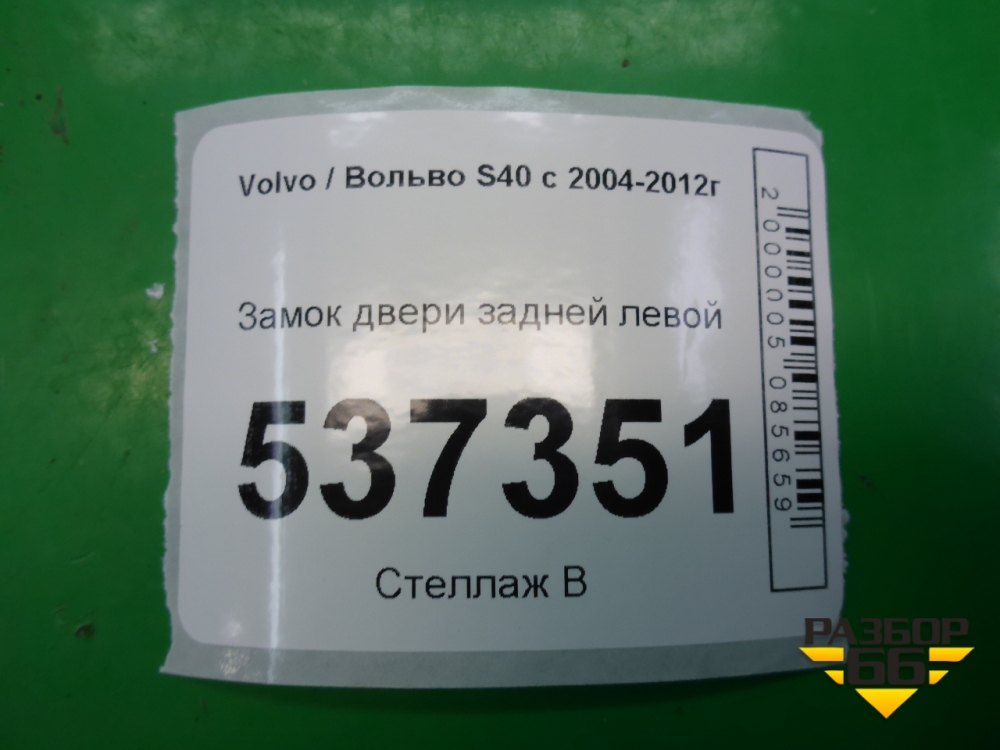 Volvo / Вольво S40 с 2004-2012г
Замок двери задней левой
537351
Стеллаж В
2000005085659
РАЗБОР
66